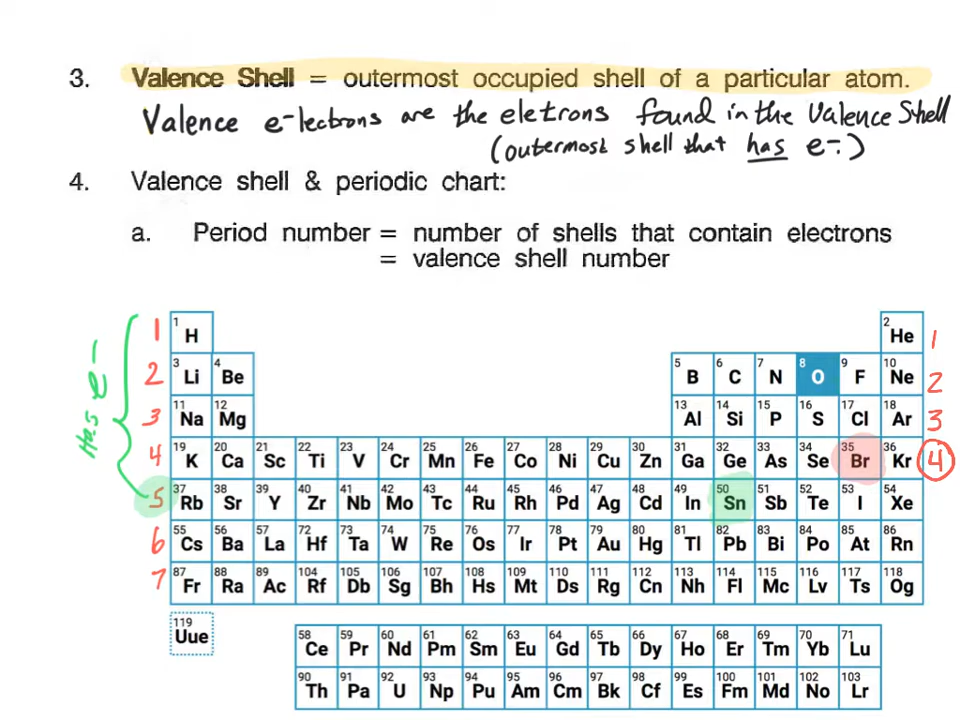 3. Valence Shell = outermost occupied shell of a particular atom.
Valence e-lectrons are the eletrons found in the Valence Shell
(outermost shell that has e-.)
4. Valence shell & periodic chart:
a. Period number = number of shells that contain electrons
= valence shell number
Has e-
1 1 H 2 He 1
2 3 Li 4 Be 5 B 6 C 7 N 8 O 9 F 10 Ne 2
3 11 Na 12 Mg 13 Al 14 Si 15 P 16 S 17 Cl 18 Ar 3
4 19 K 20 Ca 21 Sc 22 Ti 23 V 24 Cr 25 Mn 26 Fe 27 Co 28 Ni 29 Cu 30 Zn 31 Ga 32 Ge 33 As 34 Se 35 Br 36 Kr 4
5 37 Rb 38 Sr 39 Y 40 Zr 41 Nb 42 Mo 43 Tc 44 Ru 45 Rh 46 Pd 47 Ag 48 Cd 49 In 50 Sn 51 Sb 52 Te 53 I 54 Xe
6 55 Cs 56 Ba 57 La 72 Hf 73 Ta 74 W 75 Re 76 Os 77 Ir 78 Pt 79 Au 80 Hg 81 Tl 82 Pb 83 Bi 84 Po 85 At 86 Rn
7 87 Fr 88 Ra 89 Ac 104 Rf 105 Db 106 Sg 107 Bh 108 Hs 109 Mt 110 Ds 111 Rg 112 Cn 113 Nh 114 Fl 115 Mc 116 Lv 117 Ts 118 Og
119 Uue
58 Ce 59 Pr 60 Nd 61 Pm 62 Sm 63 Eu 64 Gd 65 Tb 66 Dy 67 Ho 68 Er 69 Tm 70 Yb 71 Lu
90 Th 91 Pa 92 U 93 Np 94 Pu 95 Am 96 Cm 97 Bk 98 Cf 99 Es 100 Fm 101 Md 102 No 103 Lr